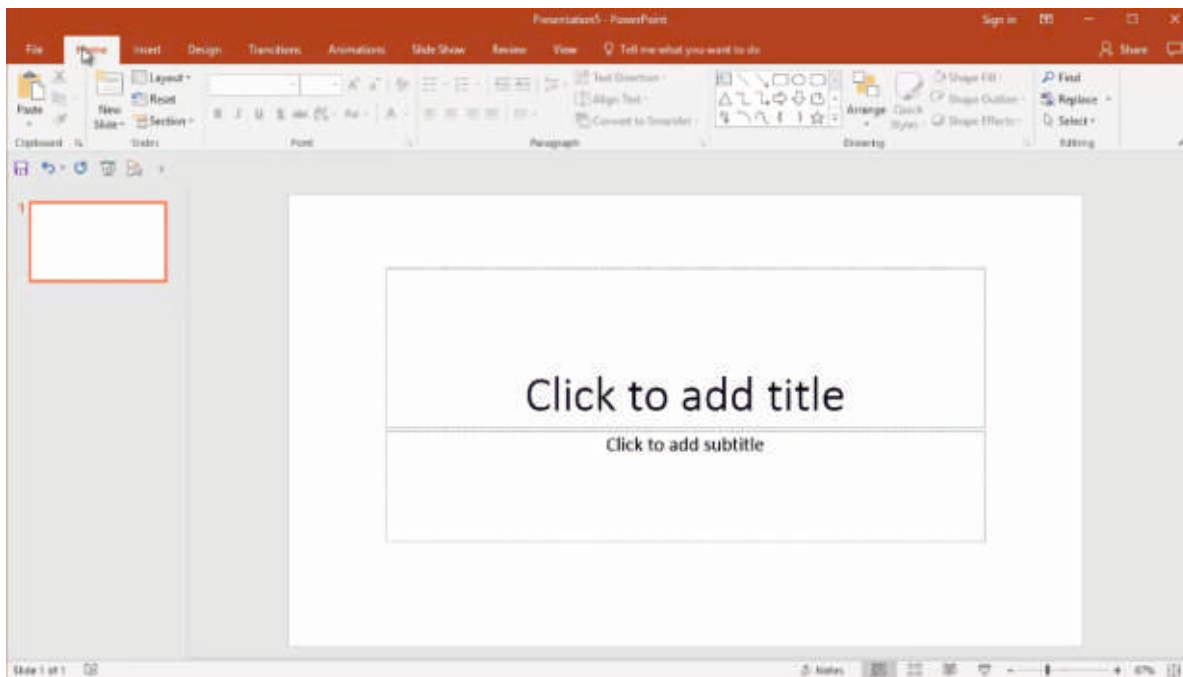 Presentation5 - PowerPoint
Sign in
File Home Insert Design Transitions Animations Slide Show Review View Tell me what you want to do
Share
Paste
New Slide
Layout
Reset
Section
Text Direction
Align Text
Convert to SmartArt
Arrange
Quick Styles
Shape Fill
Shape Outline
Shape Effects
Find
Replace
Select
Clipboard Slides Font Paragraph Drawing Editing
1
Click to add title
Click to add subtitle
Slide 1 of 1
Notes
67%